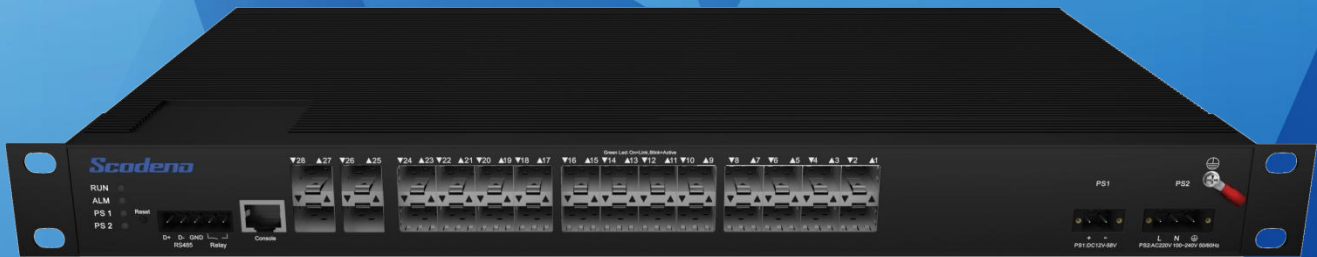 Scodeno
RUN
ALM
PS 1
PS 2
Reset
D+ D- GND
RS485 Relay
Console
▼28 ▲27 ▼26 ▲25
Green Led; On=Link, Blink=Active
▼24 ▲23 ▼22 ▲21 ▼20 ▲19 ▼18 ▲17 ▼16 ▲15 ▼14 ▲13 ▼12 ▲11 ▼10 ▲9 ▼8 ▲7 ▼6 ▲5 ▼4 ▲3 ▼2 ▲1
PS1 PS2
+ -
PS1:DC12V-58V
L N
PS2:AC220V 100~240V 50/60Hz